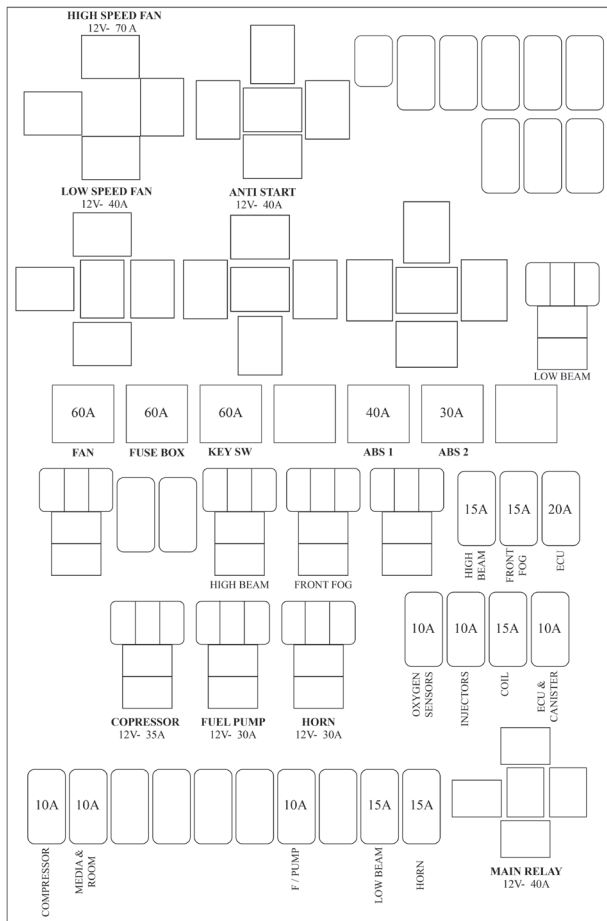 HIGH SPEED FAN
12V- 70 A
LOW SPEED FAN
12V- 40A
ANTI START
12V- 40A
LOW BEAM
60A
60A
60A
40A
30A
FAN
FUSE BOX
KEY SW
ABS 1
ABS 2
15A
15A
20A
HIGH
BEAM
FRONT
FOG
ECU
HIGH BEAM
FRONT FOG
10A
10A
15A
10A
OXYGEN
SENSORS
INJECTORS
COIL
ECU &
CANISTER
COPRESSOR
12V- 35A
FUEL PUMP
12V- 30A
HORN
12V- 30A
10A
10A
10A
15A
15A
COMPRESSOR
MEDIA &
ROOM
F / PUMP
LOW BEAM
HORN
MAIN RELAY
12V- 40A